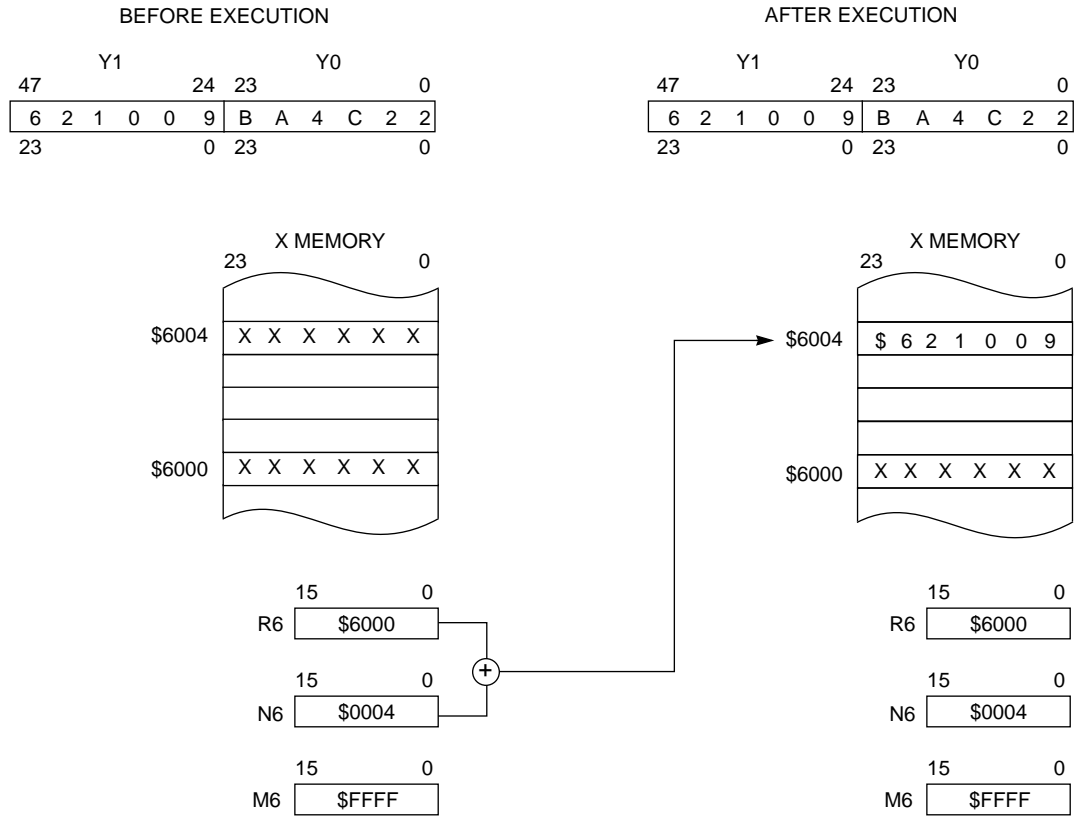 BEFORE EXECUTION
Y1 Y0
47 24 23 0
6 2 1 0 0 9 B A 4 C 2 2
23 0 23 0
X MEMORY
23 0
$6004 X X X X X X
$6000 X X X X X X
15 0
R6 $6000
+
15 0
N6 $0004
15 0
M6 $FFFF
AFTER EXECUTION
Y1 Y0
47 24 23 0
6 2 1 0 0 9 B A 4 C 2 2
23 0 23 0
X MEMORY
23 0
$6004 $ 6 2 1 0 0 9
$6000 X X X X X X
15 0
R6 $6000
15 0
N6 $0004
15 0
M6 $FFFF